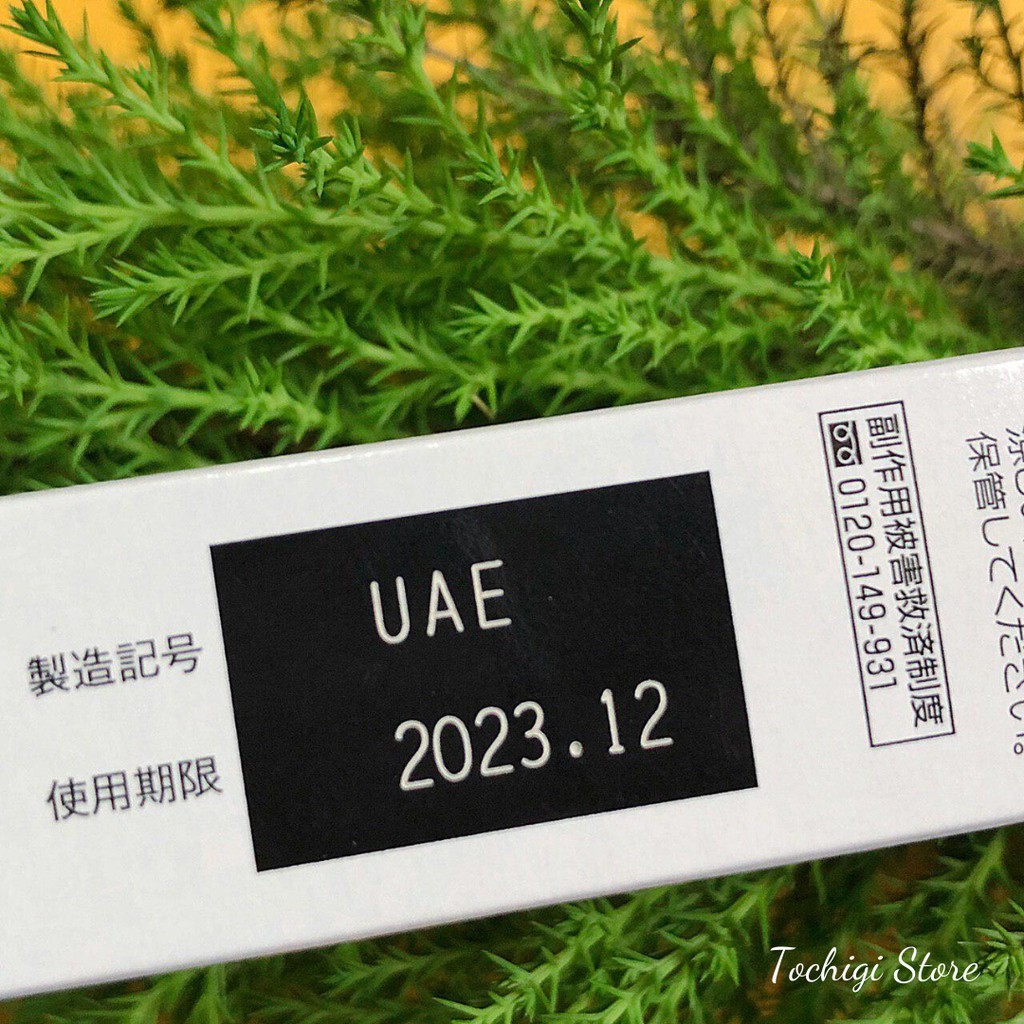 製造記号 UAE
使用期限 2023.12
副作用被害救済制度
0120-149-931
保管してください。
Tochigi Store